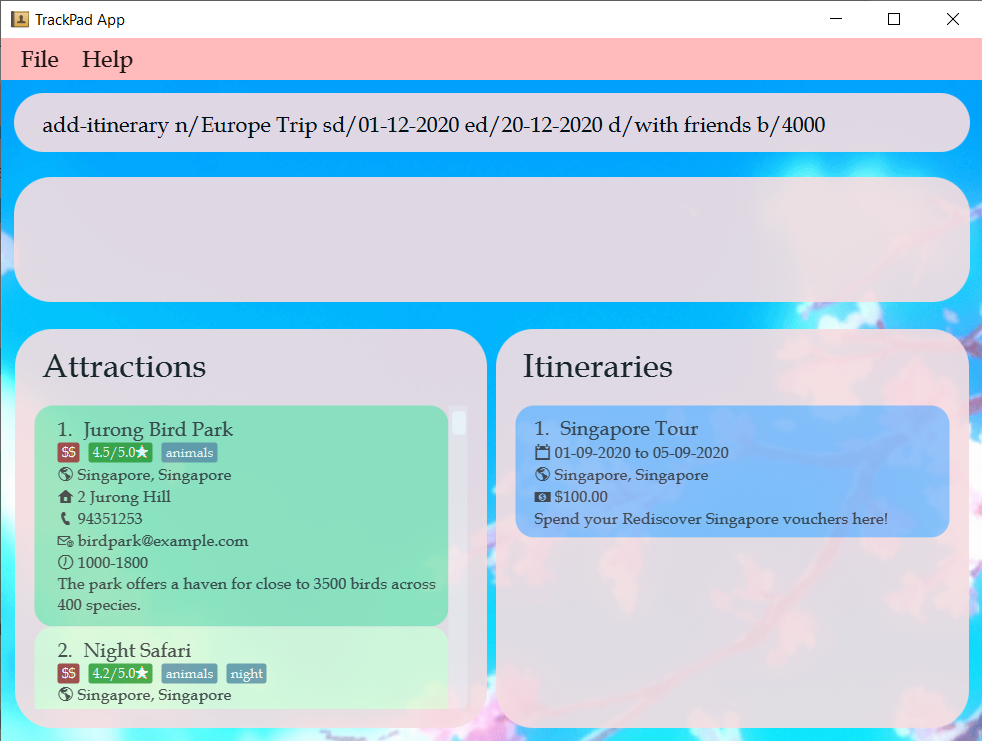 TrackPad App
File Help
add-itinerary n/Europe Trip sd/01-12-2020 ed/20-12-2020 d/with friends b/4000
Attractions
1. Jurong Bird Park
$$ 4.5/5.0★ animals
Singapore, Singapore
2 Jurong Hill
94351253
birdpark@example.com
1000-1800
The park offers a haven for close to 3500 birds across
400 species.
2. Night Safari
$$ 4.2/5.0★ animals night
Singapore, Singapore
Itineraries
1. Singapore Tour
01-09-2020 to 05-09-2020
Singapore, Singapore
$100.00
Spend your Rediscover Singapore vouchers here!